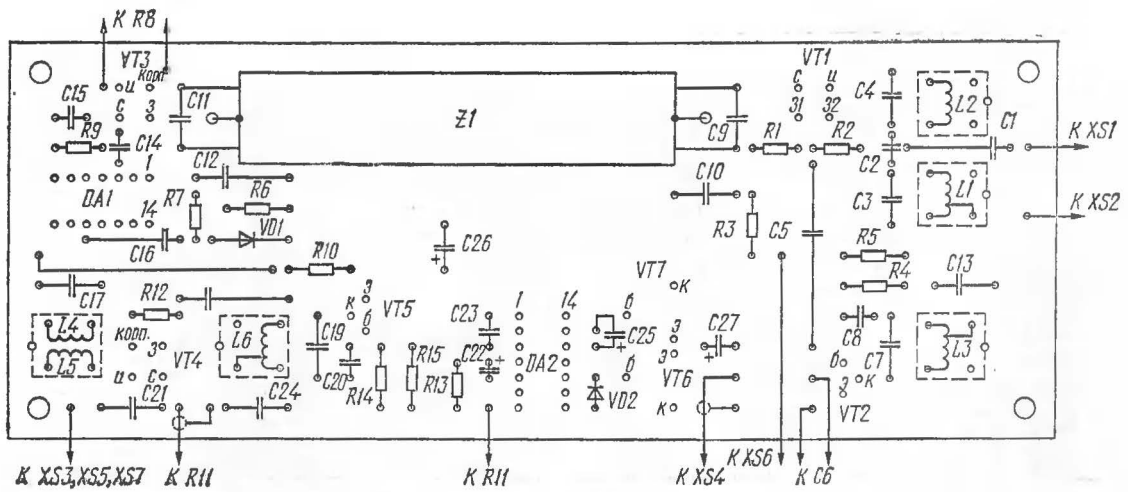 К R8
VT3
и
корп.
VT1
с
и
C15
C11
Z1
C9
31
32
C4
L2
C1
R9
с
з
C14
R1
R2
C2
К XS1
1
C12
C10
DA1
R7
R6
R3
C5
C3
L1
14
VD1
К XS2
C16
C26
R5
R10
+
VT7
R4
C13
C17
R12
э
к
C8
L4
корп.
L6
C19
к
б
VT5
C23
1
14
б
C25
э
C27
C7
L3
L5
з
VT4
R15
C22
DA2
+
э
+
б
и
с
C20
R14
R13
+
б
VT6
э
к
C21
C24
VD2
к
VT2
К XS3, XS5, XS7
К R11
К R11
К XS4
К XS6
К C6